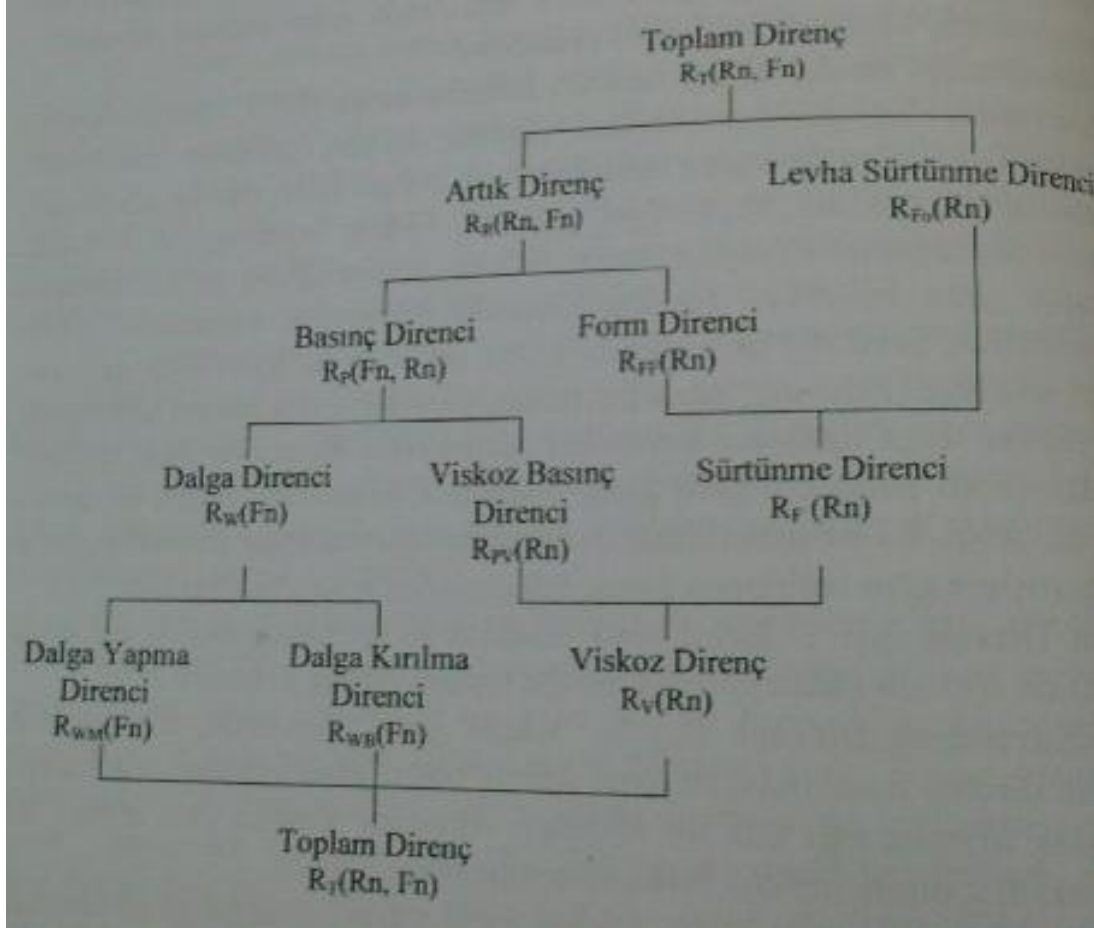 Toplam Direnç
R_T(Rn, Fn)
Artık Direnç
R_R(Rn, Fn)
Levha Sürtünme Direnci
R_Fo(Rn)
Basınç Direnci
R_P(Fn, Rn)
Form Direnci
R_FF(Rn)
Dalga Direnci
R_W(Fn)
Viskoz Basınç
Direnci
R_PV(Rn)
Sürtünme Direnci
R_F (Rn)
Dalga Yapma
Direnci
R_WM(Fn)
Dalga Kırılma
Direnci
R_WB(Fn)
Viskoz Direnç
R_V(Rn)
Toplam Direnç
R_T(Rn, Fn)